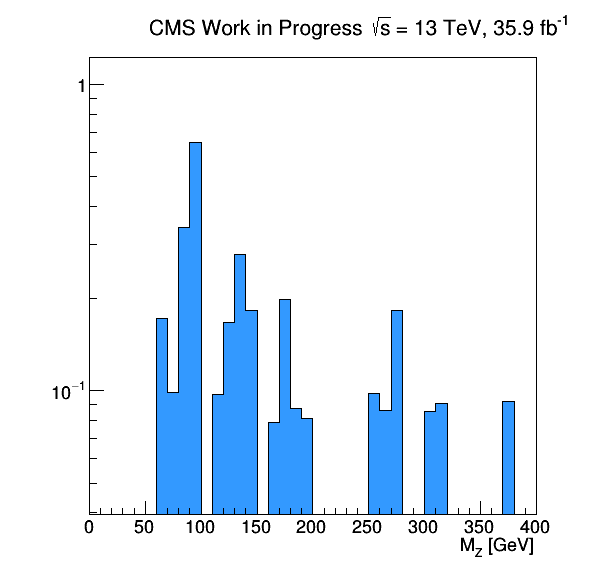 CMS Work in Progress √s = 13 TeV, 35.9 fb⁻¹
1
10⁻¹
0 50 100 150 200 250 300 350 400
M_Z [GeV]